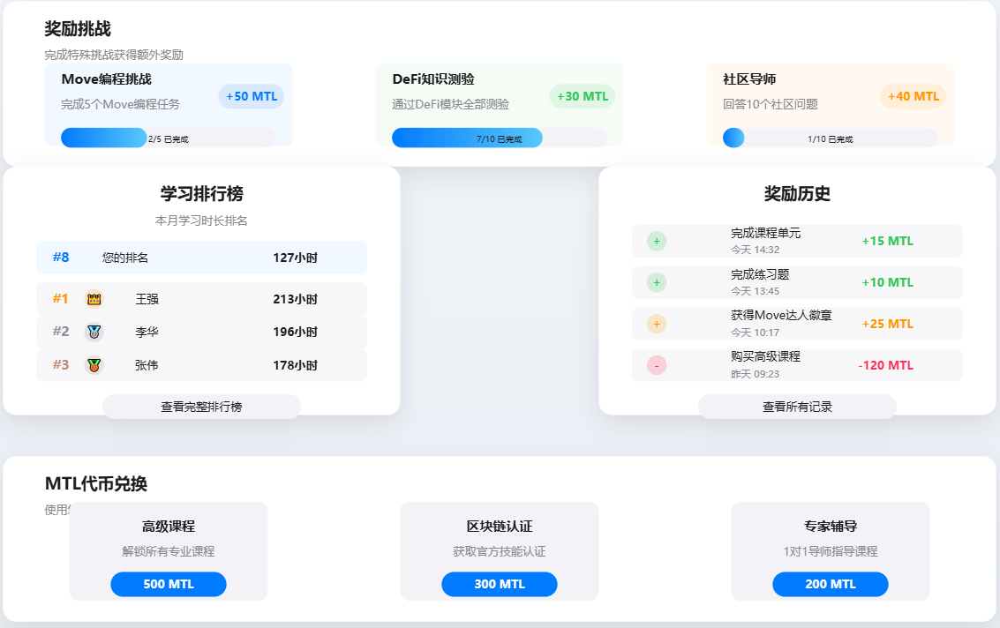 奖励挑战
完成特殊挑战获得额外奖励
Move编程挑战
完成5个Move编程任务
+50 MTL
2/5 已完成
DeFi知识测验
通过DeFi模块全部测验
+30 MTL
7/10 已完成
社区导师
回答10个社区问题
+40 MTL
1/10 已完成
学习排行榜
本月学习时长排名
#8 您的排名 127小时
#1 王强 213小时
#2 李华 196小时
#3 张伟 178小时
查看完整排行榜
奖励历史
+ 完成课程单元 +15 MTL
今天 14:32
+ 完成练习题 +10 MTL
今天 13:45
+ 获得Move达人徽章 +25 MTL
今天 10:17
- 购买高级课程 -120 MTL
昨天 09:23
查看所有记录
MTL代币兑换
使用
高级课程
解锁所有专业课程
500 MTL
区块链认证
获取官方技能认证
300 MTL
专家辅导
1对1导师指导课程
200 MTL